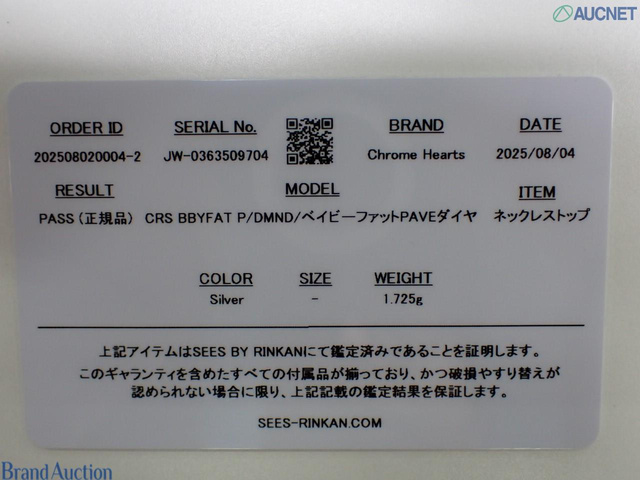 AUCNET
ORDER ID SERIAL No. BRAND DATE
202508020004-2 JW-0363509704 Chrome Hearts 2025/08/04
RESULT MODEL ITEM
PASS (正規品) CRS BBYFAT P/DMND/ベイビーファットPAVEダイヤ ネックレストップ
COLOR SIZE WEIGHT
Silver - 1.725g
上記アイテムはSEES BY RINKANにて鑑定済みであることを証明します。
このギャランティを含めたすべての付属品が揃っており、かつ破損やすり替えが
認められない場合に限り、上記記載の鑑定結果を保証します。
SEES-RINKAN.COM
Brand Auction